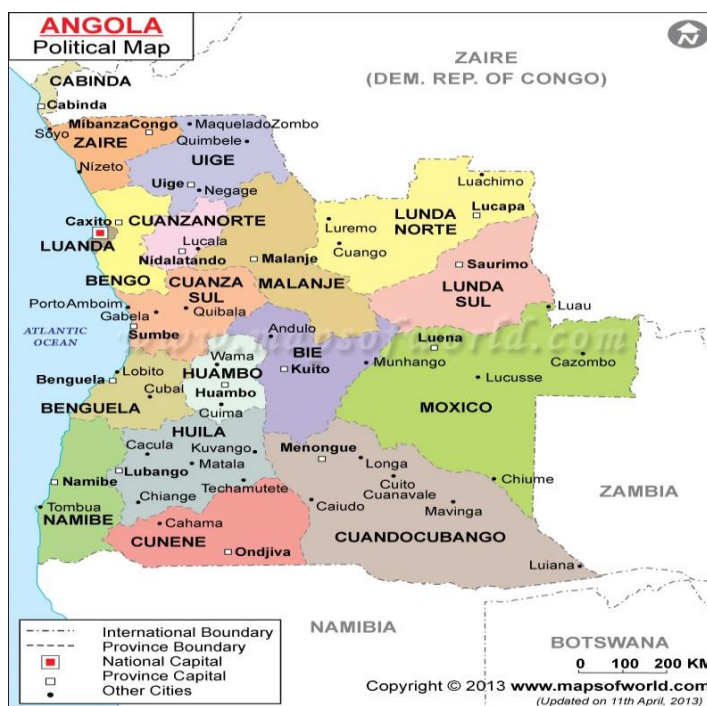 ANGOLA
Political Map
N
ZAIRE
(DEM. REP. OF CONGO)
CABINDA
Cabinda
Soyo
MibanzaCongo
MaqueladoZombo
Quimbele
ZAIRE
UIGE
Nizeto
Uige
Negage
Luachimo
Caxito
CUANZANORTE
Luremo
LUNDA
NORTE
Lucapa
LUANDA
Lucala
Cuango
Nidalatando
Malanje
Saurimo
BENGO
CUANZA
SUL
MALANJE
LUNDA
SUL
PortoAmboim
Gabela
Quibala
Luau
ATLANTIC
OCEAN
Sumbe
Andulo
www.mapsofworld.com
BIE
Luena
Wama
Cazombo
Lobito
HUAMBO
Kuito
Munhango
Benguela
Cubal
Huambo
Lucusse
BENGUELA
Cuima
MOXICO
HUILA
Cacula
Kuvango
Menongue
Lubango
Matala
Longa
Namibe
Techamutete
Cuito
Cuanavale
Chiume
ZAMBIA
Tombua
Chiange
Caiudo
Mavinga
NAMIBE
Cahama
CUNENE
CUANDOCUBANGO
Ondjiva
Luiana
NAMIBIA
BOTSWANA
International Boundary
Province Boundary
National Capital
Province Capital
Other Cities
0 100 200 KM
Copyright © 2013 www.mapsofworld.com
(Updated on 11th April, 2013)